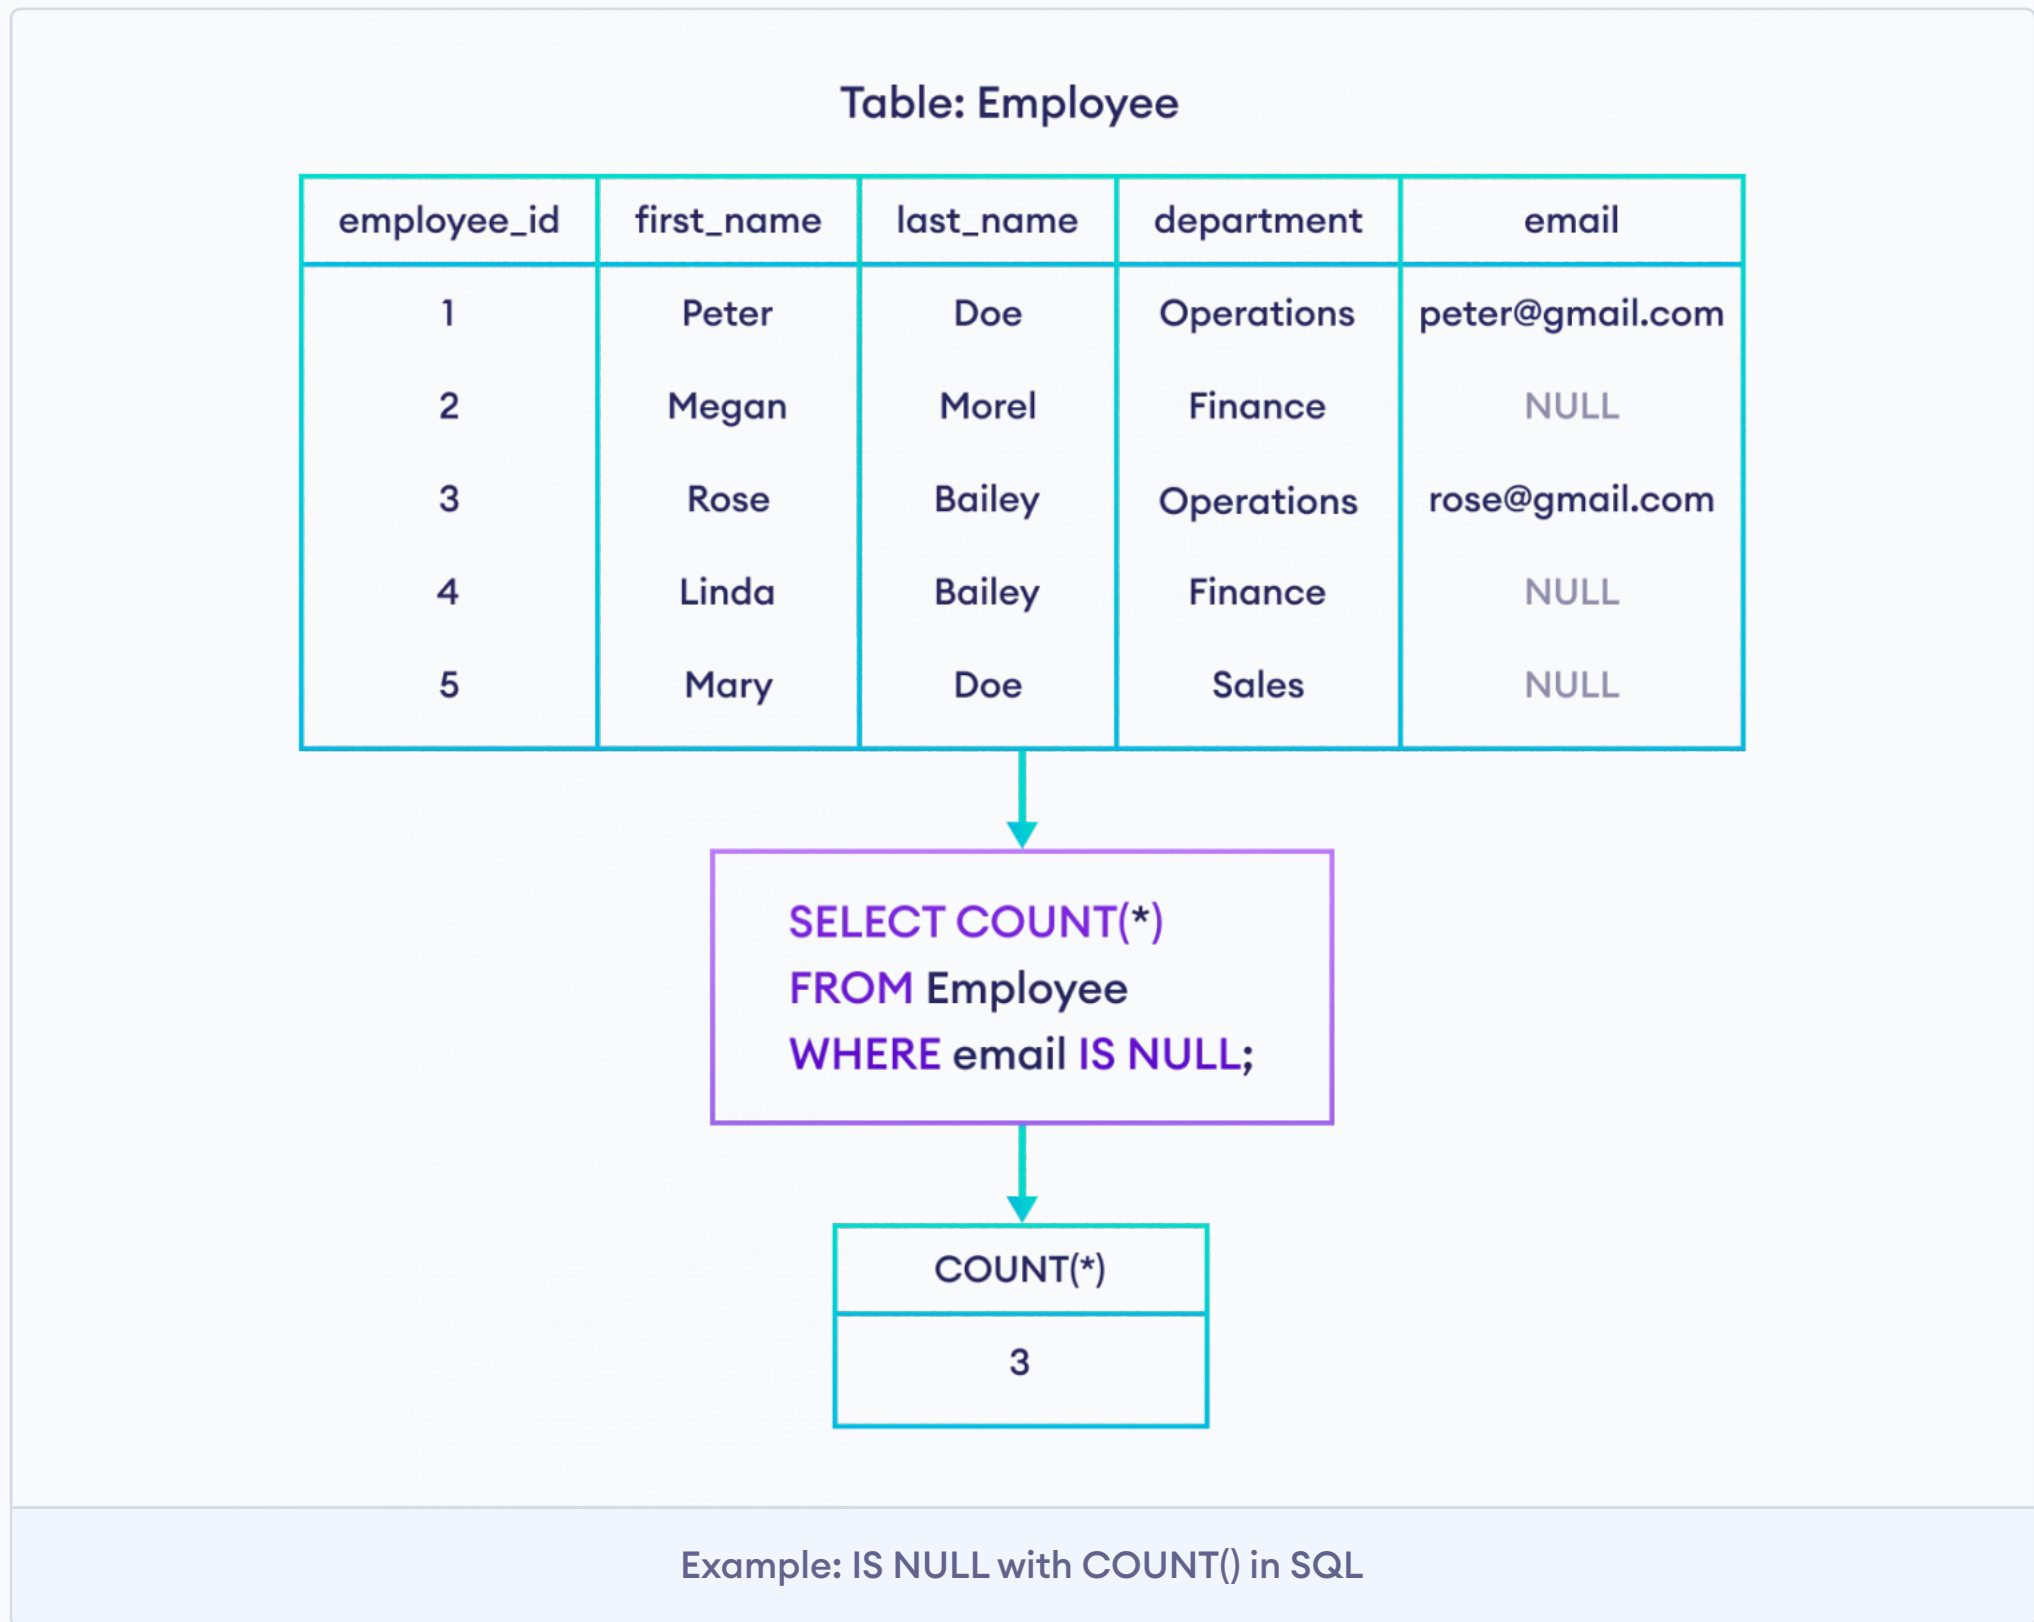 Table: Employee
employee_id first_name last_name department email
1 Peter Doe Operations peter@gmail.com
2 Megan Morel Finance NULL
3 Rose Bailey Operations rose@gmail.com
4 Linda Bailey Finance NULL
5 Mary Doe Sales NULL
SELECT COUNT(*)
FROM Employee
WHERE email IS NULL;
COUNT(*)
3
Example: IS NULL with COUNT() in SQL